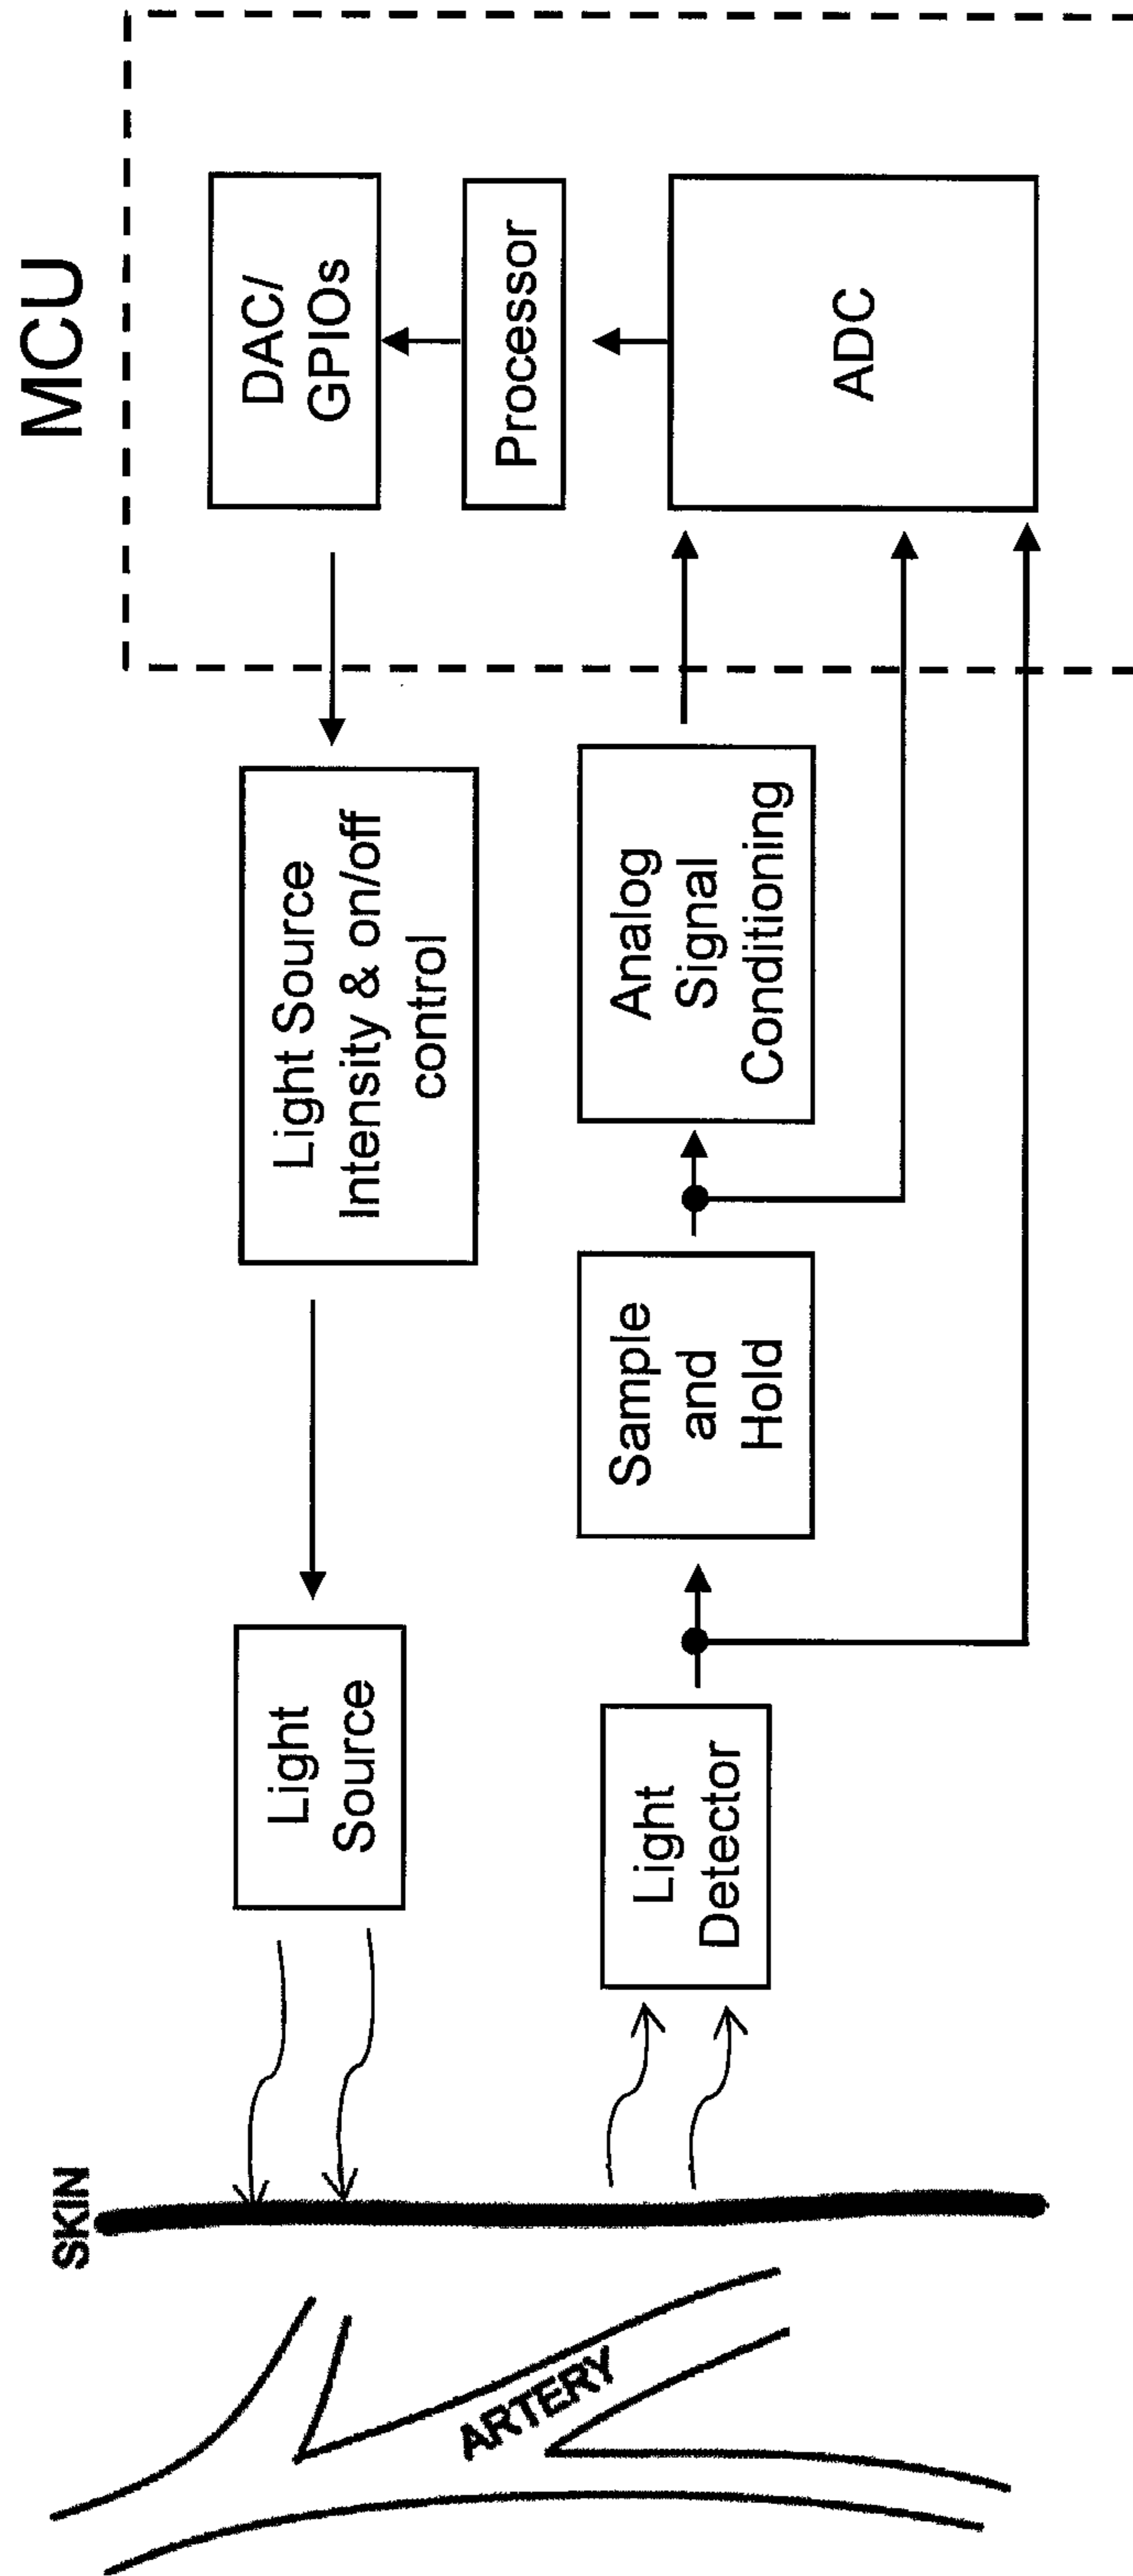 MCU
SKIN
ARTERY
Light
Source
Light Source
Intensity & on/off
control
DAC/
GPIOs
Processor
ADC
Light
Detector
Sample
and
Hold
Analog
Signal
Conditioning